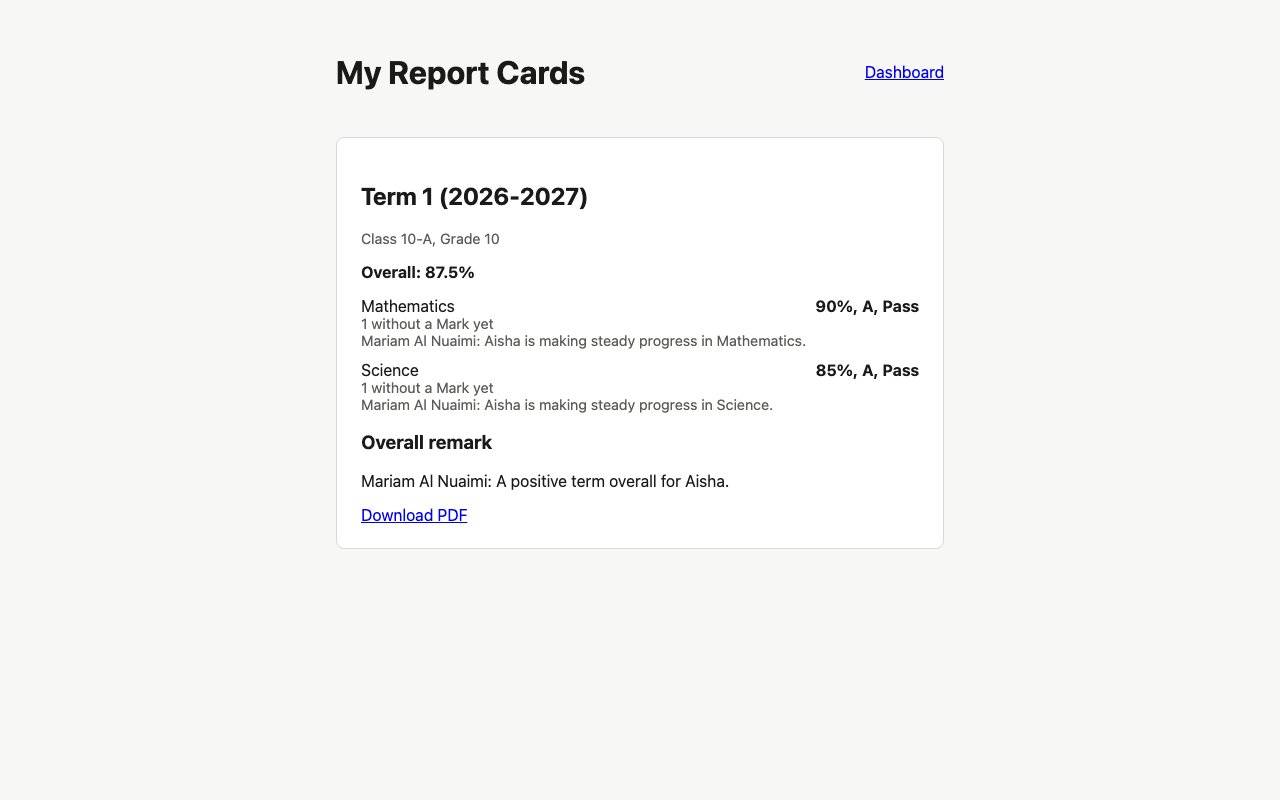 My Report Cards
Dashboard
Term 1 (2026-2027)
Class 10-A, Grade 10
Overall: 87.5%
Mathematics
90%, A, Pass
1 without a Mark yet
Mariam Al Nuaimi: Aisha is making steady progress in Mathematics.
Science
85%, A, Pass
1 without a Mark yet
Mariam Al Nuaimi: Aisha is making steady progress in Science.
Overall remark
Mariam Al Nuaimi: A positive term overall for Aisha.
Download PDF